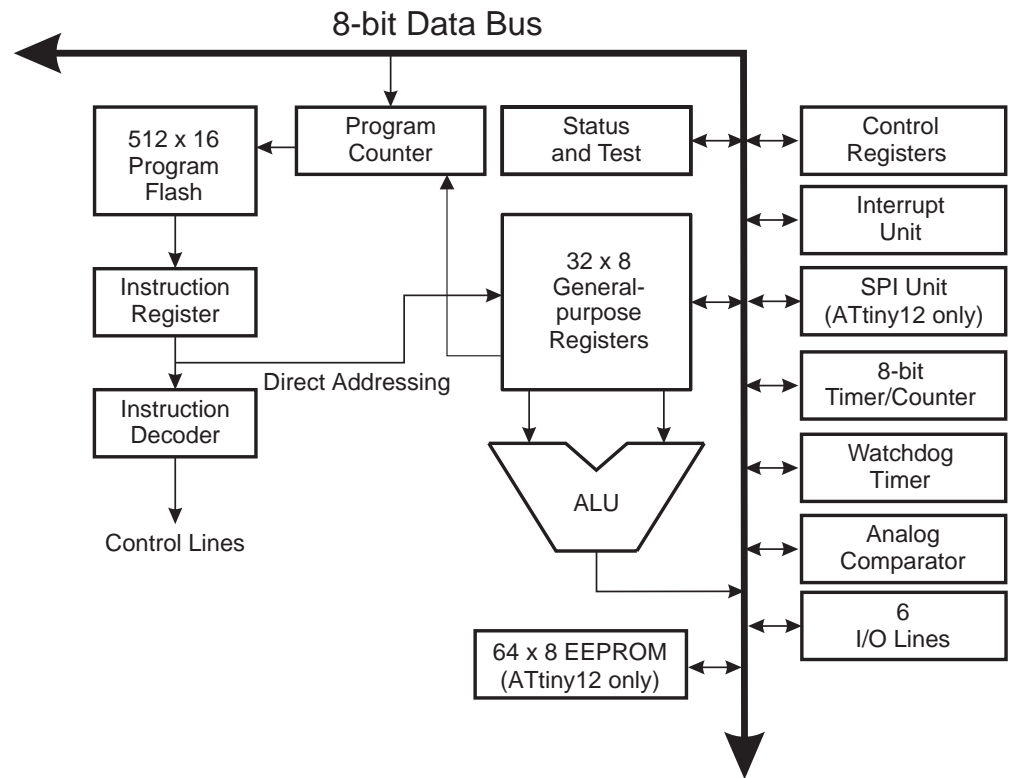 8-bit Data Bus
512 x 16
Program
Flash
Program
Counter
Status
and Test
Control
Registers
Interrupt
Unit
32 x 8
General-
purpose
Registers
Instruction
Register
SPI Unit
(ATtiny12 only)
Direct Addressing
8-bit
Timer/Counter
Instruction
Decoder
Watchdog
Timer
ALU
Control Lines
Analog
Comparator
6
I/O Lines
64 x 8 EEPROM
(ATtiny12 only)